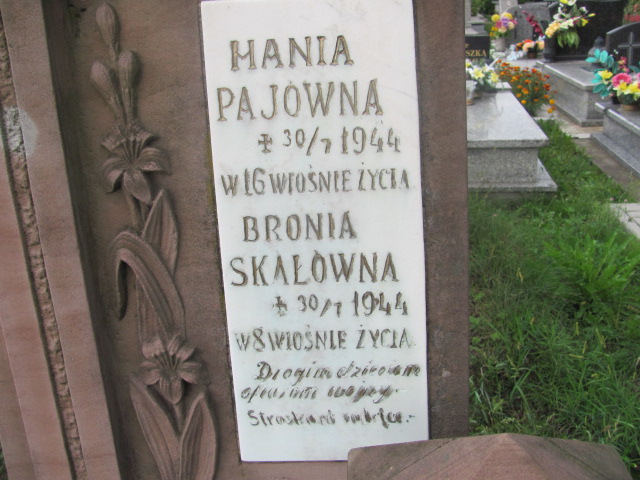 HANIA
PAJÓWNA
✝ 30/7 1944
W 16 WIOŚNIE ŻYCIA
BRONIA
SKAŁÓWNA
✝ 30/7 1944
W 8 WIOŚNIE ŻYCIA
Drogim dzieciom
ofiarom wojny.